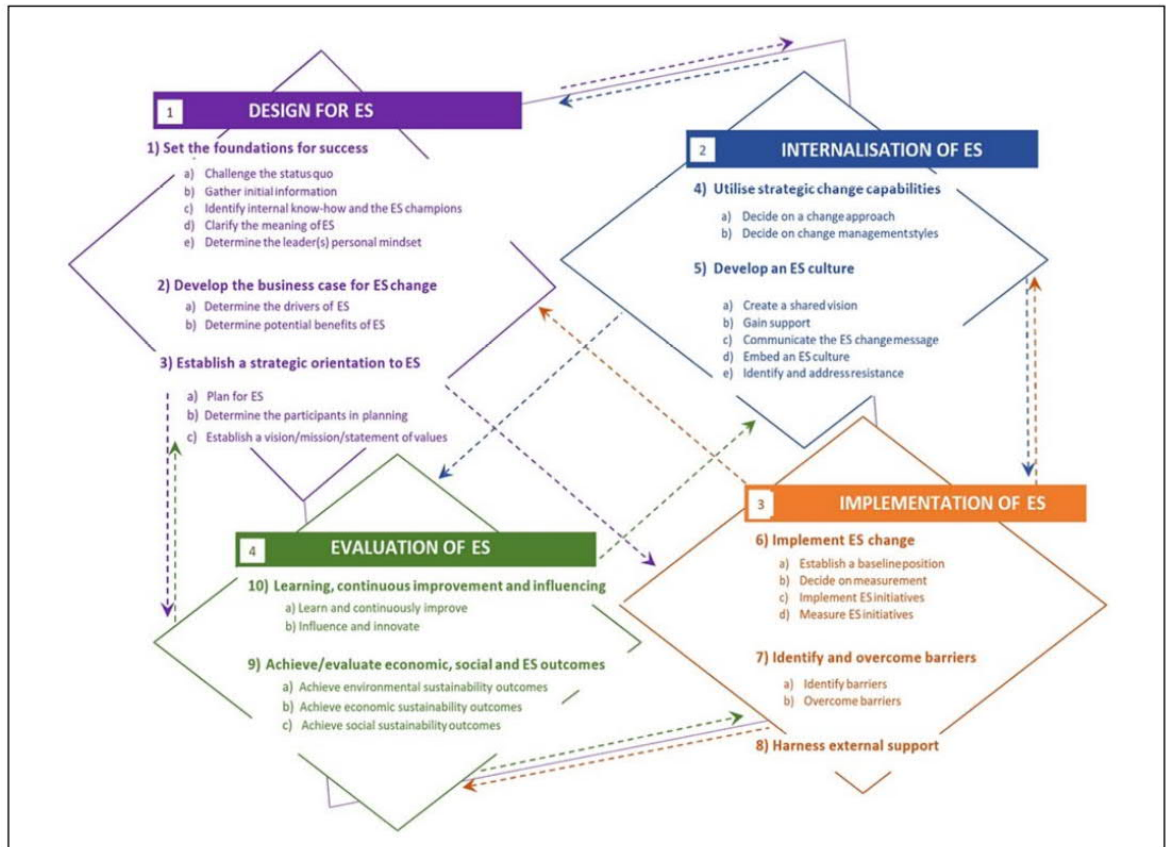 1 DESIGN FOR ES
1) Set the foundations for success
a) Challenge the status quo
b) Gather initial information
c) Identify internal know-how and the ES champions
d) Clarify the meaning of ES
e) Determine the leader(s) personal mindset
2) Develop the business case for ES change
a) Determine the drivers of ES
b) Determine potential benefits of ES
3) Establish a strategic orientation to ES
a) Plan for ES
b) Determine the participants in planning
c) Establish a vision/mission/statement of values
2 INTERNALISATION OF ES
4) Utilise strategic change capabilities
a) Decide on a change approach
b) Decide on change management styles
5) Develop an ES culture
a) Create a shared vision
b) Gain support
c) Communicate the ES change message
d) Embed an ES culture
e) Identify and address resistance
3 IMPLEMENTATION OF ES
6) Implement ES change
a) Establish a baseline position
b) Decide on measurement
c) Implement ES initiatives
d) Measure ES initiatives
7) Identify and overcome barriers
a) Identify barriers
b) Overcome barriers
8) Harness external support
4 EVALUATION OF ES
10) Learning, continuous improvement and influencing
a) Learn and continuously improve
b) Influence and innovate
9) Achieve/evaluate economic, social and ES outcomes
a) Achieve environmental sustainability outcomes
b) Achieve economic sustainability outcomes
c) Achieve social sustainability outcomes